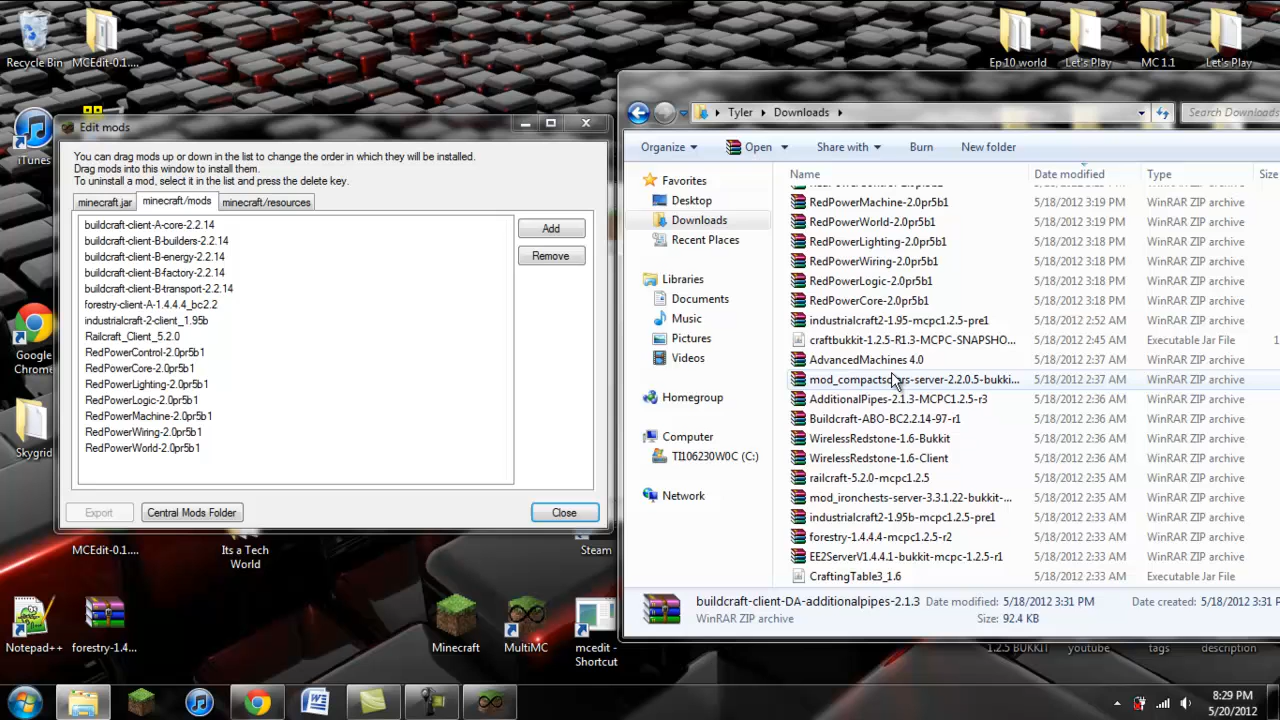 Recycle Bin
MCEdit-0.1....
Ep 10 world
Let's Play
MC 1.1
Let's Play
iTunes
Google
Chrome
Skygrid
Edit mods
You can drag mods up or down in the list to change the order in which they will be installed.
Drag mods into this window to install them.
To uninstall a mod, select it in the list and press the delete key.
minecraft.jar
minecraft/mods
minecraft/resources
buildcraft-client-A-core-2.2.14
buildcraft-client-B-builders-2.2.14
buildcraft-client-B-energy-2.2.14
buildcraft-client-B-factory-2.2.14
buildcraft-client-B-transport-2.2.14
forestry-client-A-1.4.4.4_bc2.2
industrialcraft-2-client_1.95b
Railcraft_Client_5.2.0
RedPowerControl-2.0pr5b1
RedPowerCore-2.0pr5b1
RedPowerLighting-2.0pr5b1
RedPowerLogic-2.0pr5b1
RedPowerMachine-2.0pr5b1
RedPowerWiring-2.0pr5b1
RedPowerWorld-2.0pr5b1
Add
Remove
Export
Central Mods Folder
Close
Tyler
Downloads
Search Downloads
Organize
Open
Share with
Burn
New folder
Favorites
Desktop
Downloads
Recent Places
Libraries
Documents
Music
Pictures
Videos
Homegroup
Computer
TI106230W0C (C:)
Network
Name Date modified Type Size
RedPowerMachine-2.0pr5b1 5/18/2012 3:19 PM WinRAR ZIP archive
RedPowerWorld-2.0pr5b1 5/18/2012 3:19 PM WinRAR ZIP archive
RedPowerLighting-2.0pr5b1 5/18/2012 3:18 PM WinRAR ZIP archive
RedPowerWiring-2.0pr5b1 5/18/2012 3:18 PM WinRAR ZIP archive
RedPowerLogic-2.0pr5b1 5/18/2012 3:18 PM WinRAR ZIP archive
RedPowerCore-2.0pr5b1 5/18/2012 3:18 PM WinRAR ZIP archive
industrialcraft2-1.95-mcpc1.2.5-pre1 5/18/2012 2:52 AM WinRAR ZIP archive
craftbukkit-1.2.5-R1.3-MCPC-SNAPSHO... 5/18/2012 2:45 AM Executable Jar File 1
AdvancedMachines 4.0 5/18/2012 2:37 AM WinRAR ZIP archive
5/18/2012 2:37 AM WinRAR ZIP archive
AdditionalPipes-2.1.3-MCPC1.2.5-r3 5/18/2012 2:36 AM WinRAR ZIP archive
Buildcraft-ABO-BC2.2.14-97-r1 5/18/2012 2:36 AM WinRAR ZIP archive
WirelessRedstone-1.6-Bukkit 5/18/2012 2:36 AM WinRAR ZIP archive
WirelessRedstone-1.6-Client 5/18/2012 2:36 AM WinRAR ZIP archive
railcraft-5.2.0-mcpc1.2.5 5/18/2012 2:35 AM WinRAR ZIP archive
mod_ironchests-server-3.3.1.22-bukkit-... 5/18/2012 2:35 AM WinRAR ZIP archive
industrialcraft2-1.95b-mcpc1.2.5-pre1 5/18/2012 2:33 AM WinRAR ZIP archive
forestry-1.4.4.4-mcpc1.2.5-r2 5/18/2012 2:33 AM WinRAR ZIP archive
EE2ServerV1.4.4.1-bukkit-mcpc-1.2.5-r1 5/18/2012 2:33 AM WinRAR ZIP archive
CraftingTable3_1.6 5/18/2012 2:33 AM Executable Jar File
buildcraft-client-DA-additionalpipes-2.1.3 Date modified: 5/18/2012 3:31 PM Date created: 5/18/2012 3:31 P
WinRAR ZIP archive Size: 92.4 KB
MCEdit-0.1....
Its a Tech
World
Steam
Notepad++
forestry-1.4...
Minecraft
MultiMC
mcedit -
Shortcut
1.2.5 BUKKIT
youtube
tags
description
8:29 PM
5/20/2012